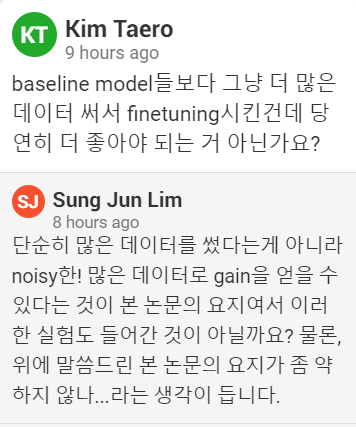 KT
Kim Taero
9 hours ago
baseline model들보다 그냥 더 많은
데이터 써서 finetuning시킨건데 당
연히 더 좋아야 되는 거 아닌가요?
SJ
Sung Jun Lim
8 hours ago
단순히 많은 데이터를 썼다는게 아니라
noisy한! 많은 데이터로 gain을 얻을 수
있다는 것이 본 논문의 요지여서 이러
한 실험도 들어간 것이 아닐까요? 물론,
위에 말씀드린 본 논문의 요지가 좀 약
하지 않나...라는 생각이 듭니다.